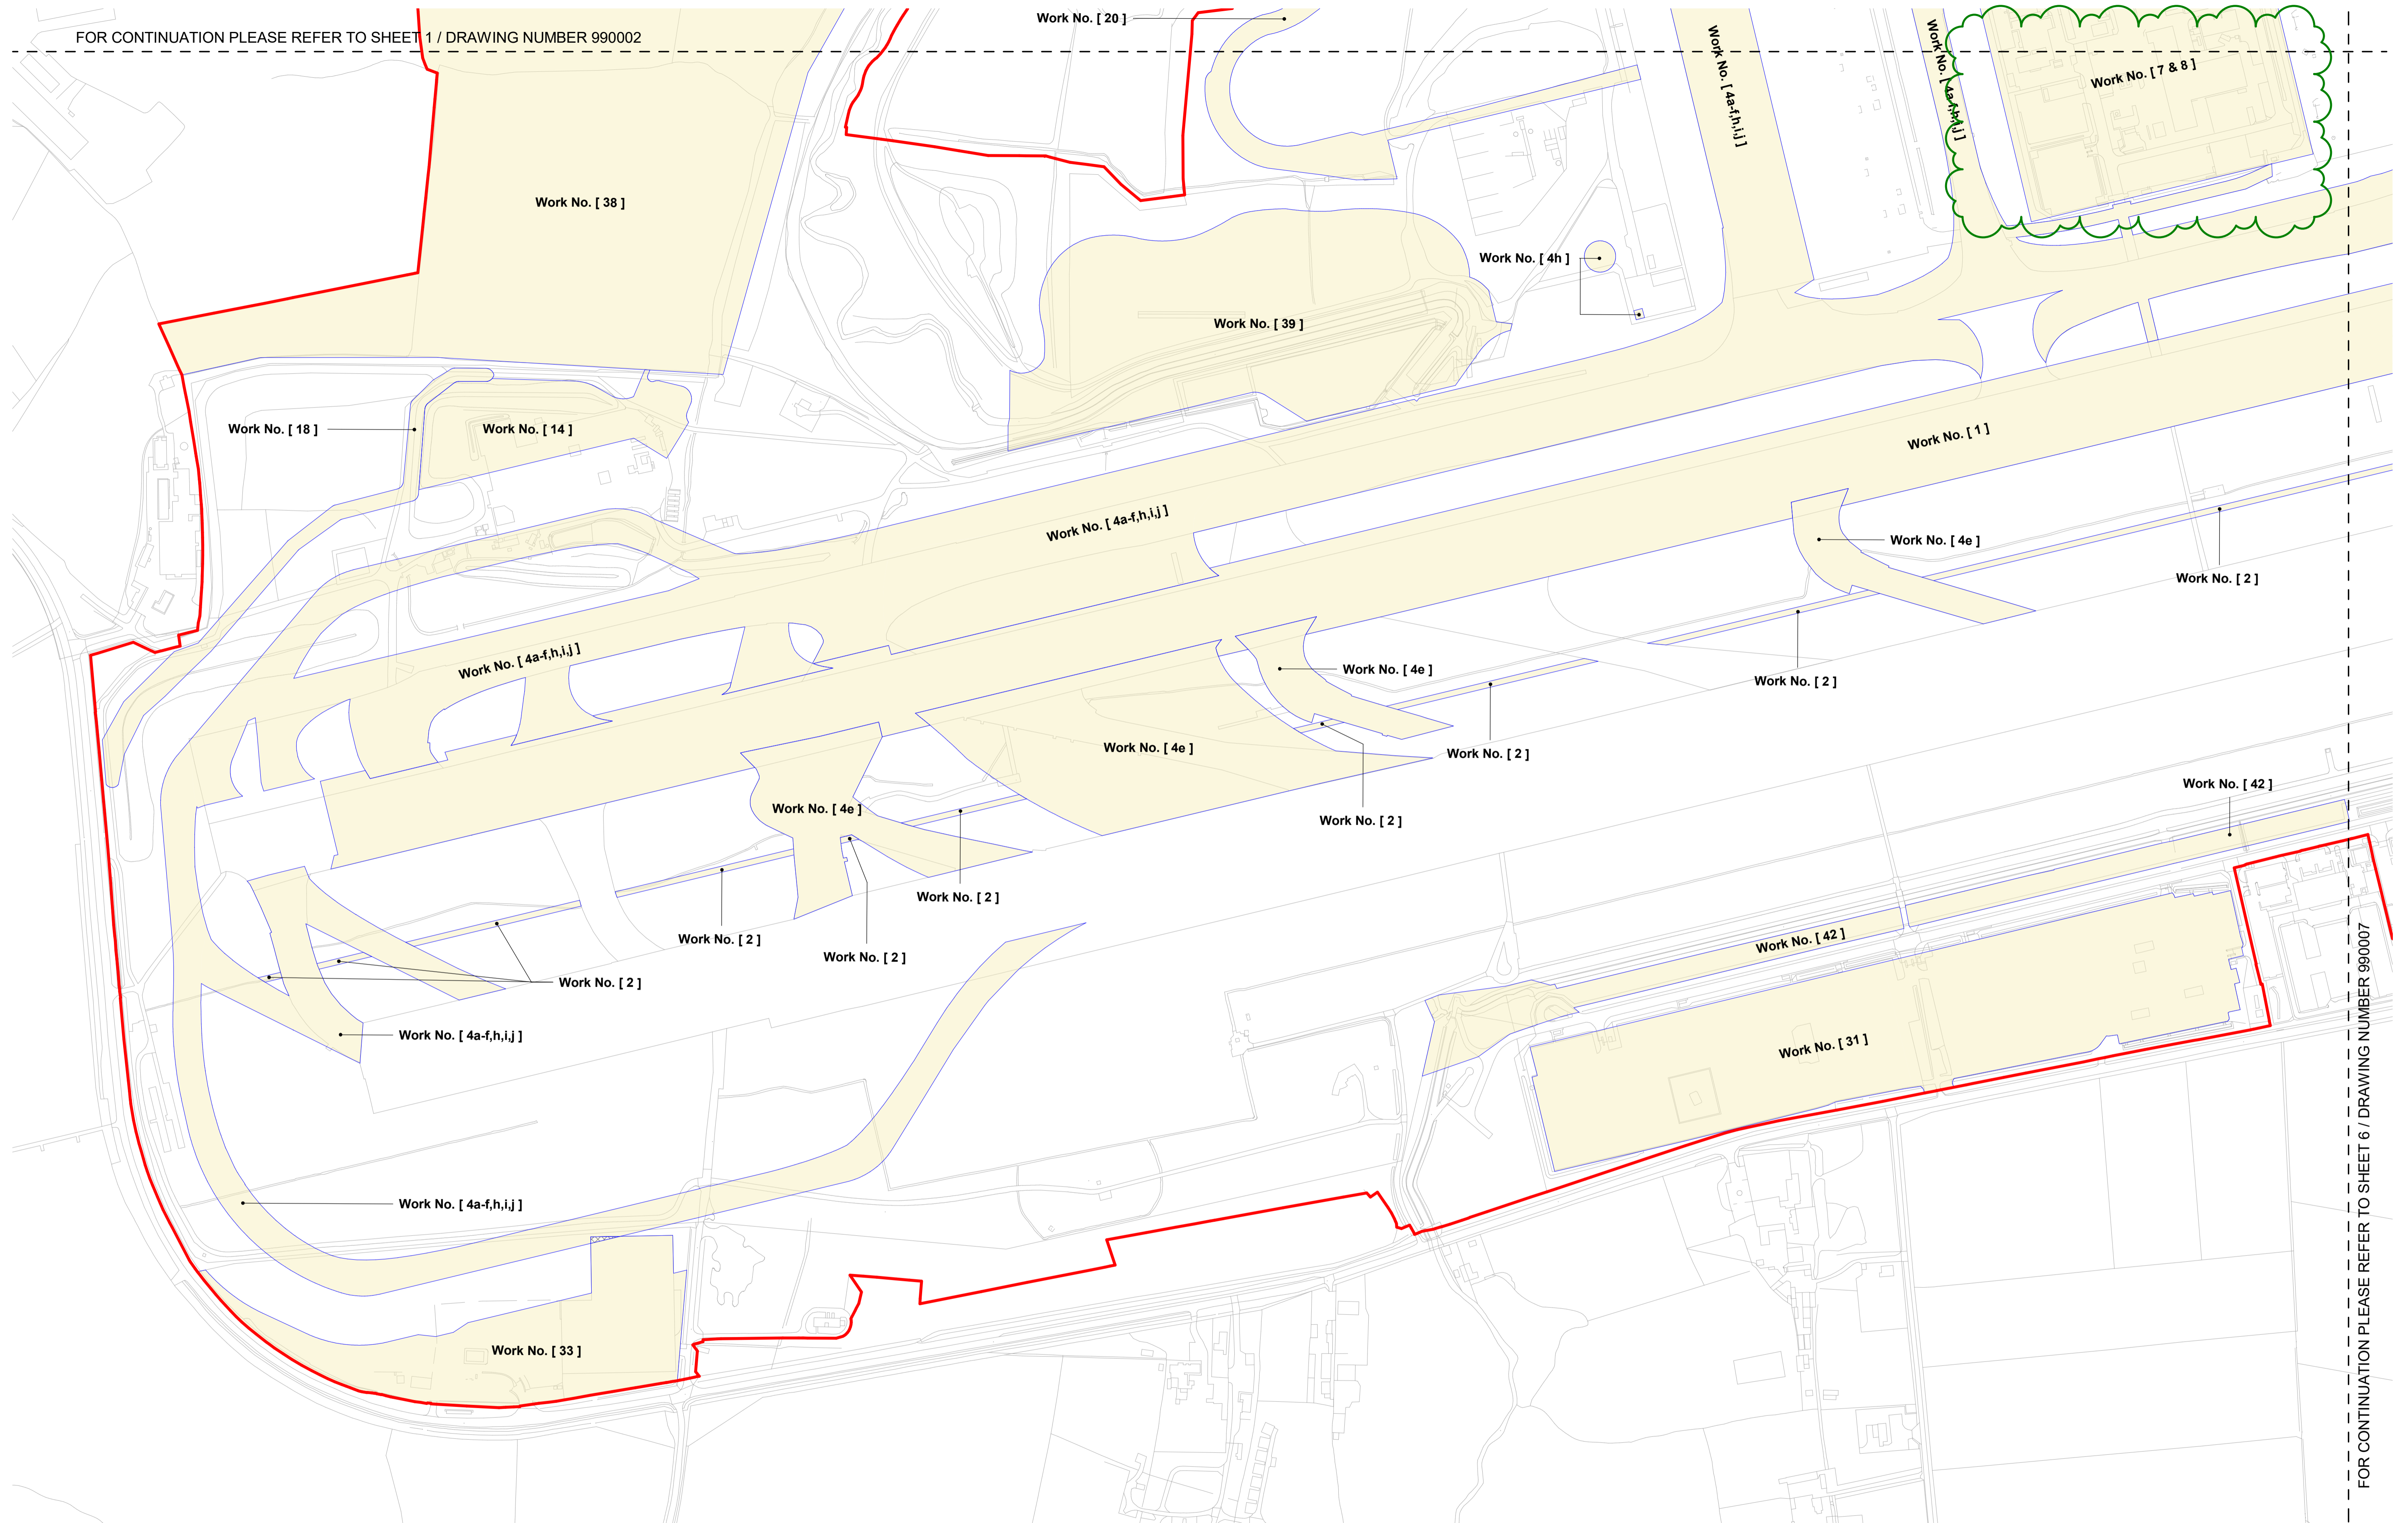 Work No. [ 20 ]
FOR CONTINUATION PLEASE REFER TO SHEET 1 / DRAWING NUMBER 990002
Work No. [ 4a-f,h,i,j ]
Work No. [ 4a-f,h,i,j ]
Work No. [ 7 & 8 ]
Work No. [ 38 ]
Work No. [ 4h ]
Work No. [ 39 ]
Work No. [ 18 ]
Work No. [ 14 ]
Work No. [ 1 ]
Work No. [ 4a-f,h,i,j ]
Work No. [ 4e ]
Work No. [ 2 ]
Work No. [ 4a-f,h,i,j ]
Work No. [ 4e ]
Work No. [ 2 ]
Work No. [ 4e ]
Work No. [ 2 ]
Work No. [ 42 ]
Work No. [ 4e ]
Work No. [ 2 ]
Work No. [ 2 ]
Work No. [ 2 ]
Work No. [ 42 ]
Work No. [ 2 ]
Work No. [ 2 ]
Work No. [ 4a-f,h,i,j ]
Work No. [ 31 ]
Work No. [ 4a-f,h,i,j ]
Work No. [ 33 ]
FOR CONTINUATION PLEASE REFER TO SHEET 6 / DRAWING NUMBER 990007